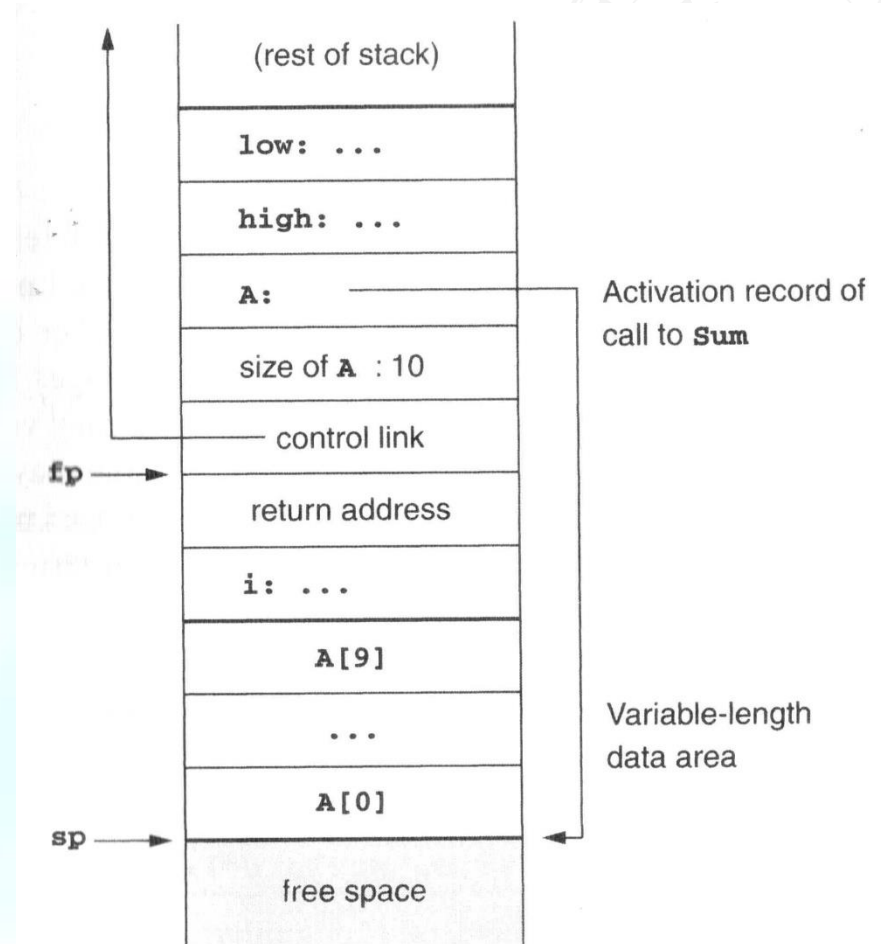 (rest of stack)
low: ...
high: ...
A:
Activation record of
call to Sum
size of A : 10
control link
fp
return address
i: ...
A[9]
...
Variable-length
data area
A[0]
sp
free space